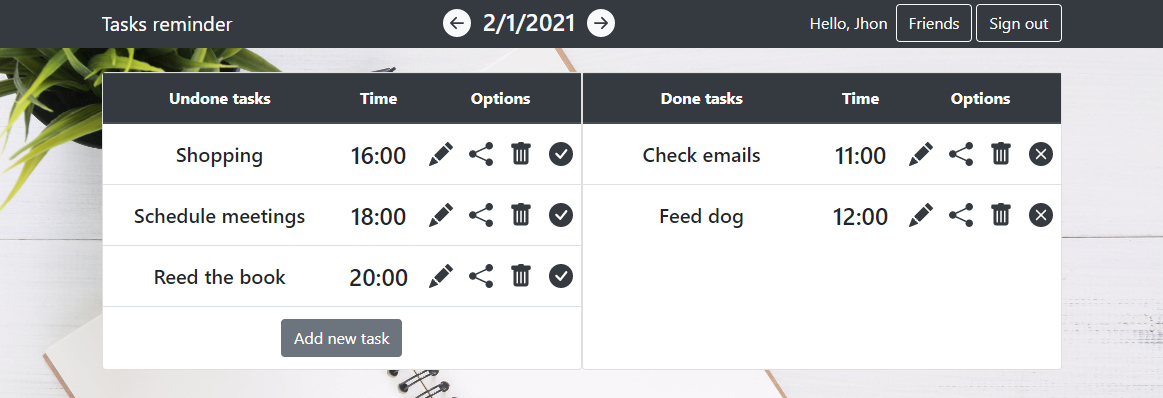 Tasks reminder 2/1/2021 Hello, Jhon Friends Sign out
Undone tasks Time Options
Shopping 16:00
Schedule meetings 18:00
Reed the book 20:00
Add new task
Done tasks Time Options
Check emails 11:00
Feed dog 12:00